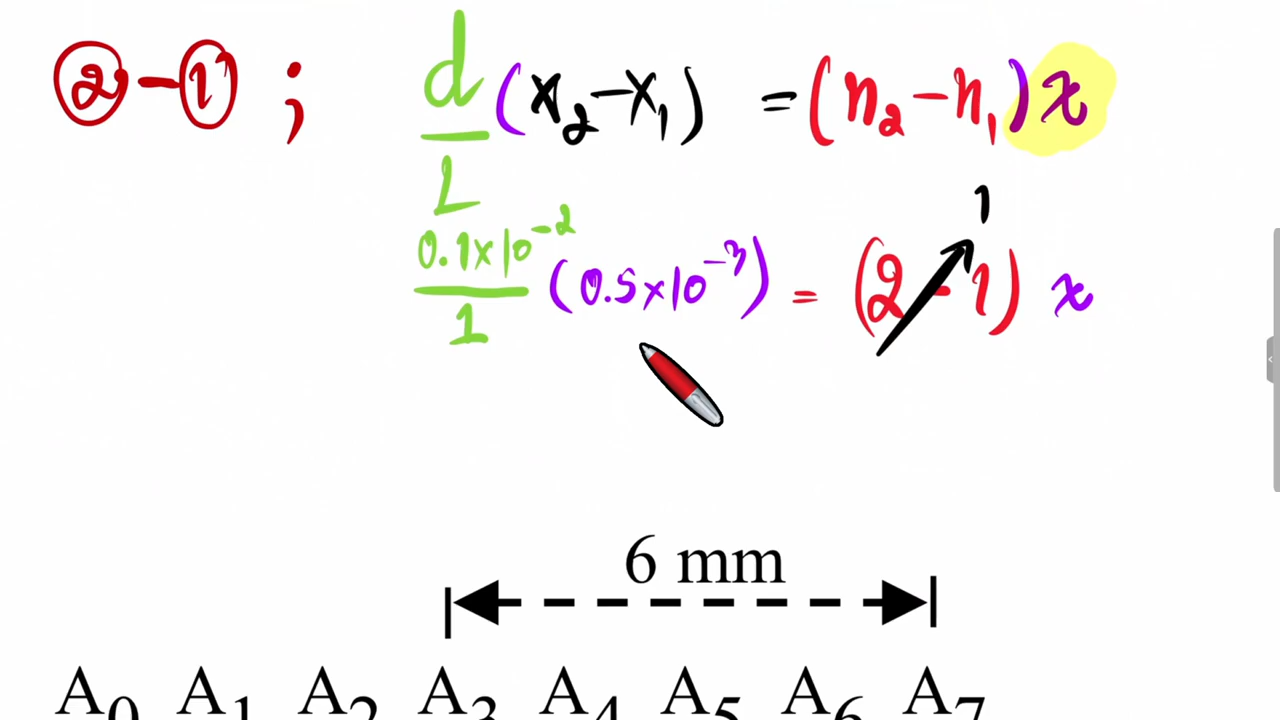 ② − ① ; d/L (x₂−x₁) = (n₂−n₁)λ
1
0.1×10⁻²/1 (0.5×10⁻³) = (2−1) λ
6 mm
A₀ A₁ A₂ A₃ A₄ A₅ A₆ A₇